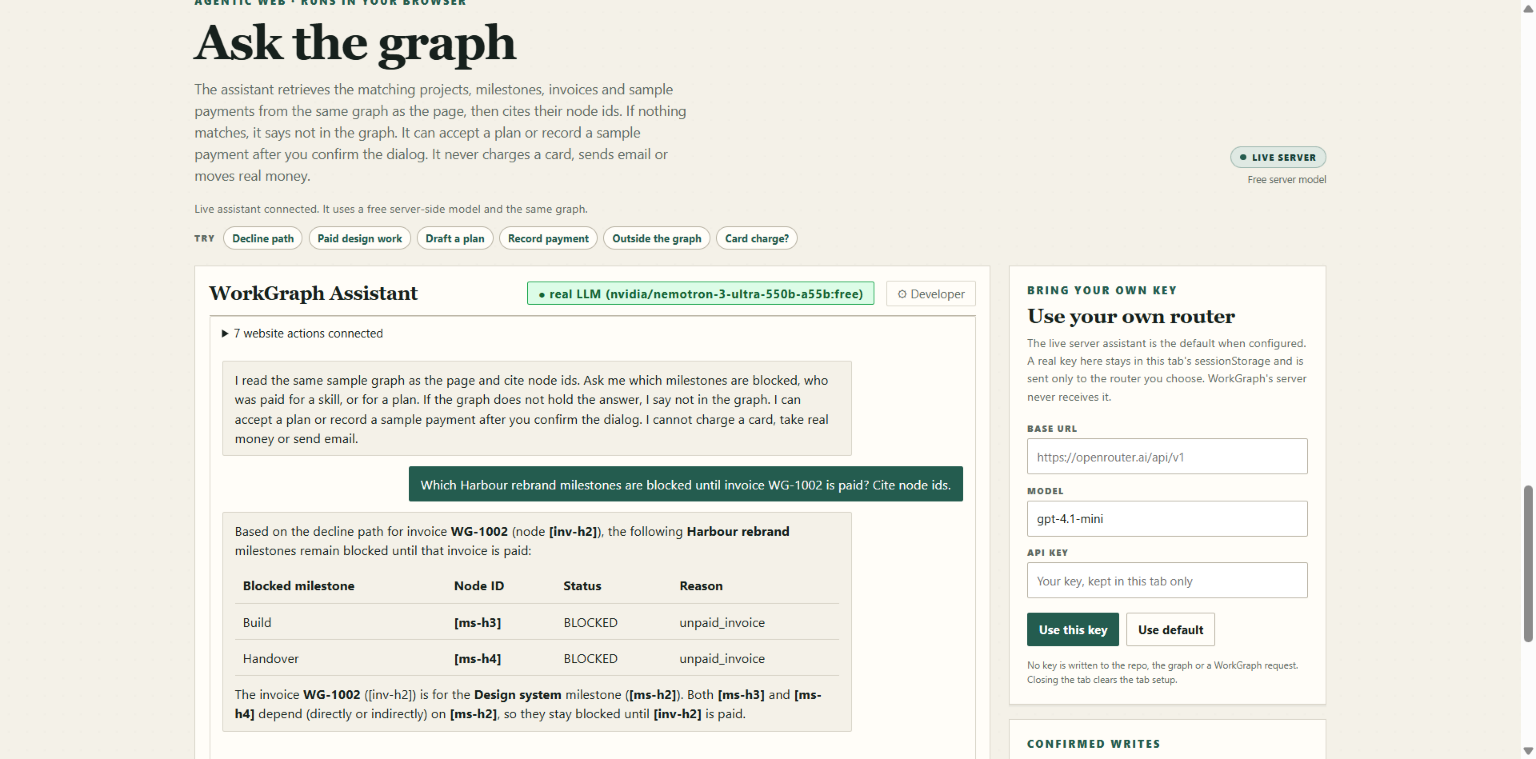 AGENTIC WEB · RUNS IN YOUR BROWSER
Ask the graph
The assistant retrieves the matching projects, milestones, invoices and sample
payments from the same graph as the page, then cites their node ids. If nothing
matches, it says not in the graph. It can accept a plan or record a sample
payment after you confirm the dialog. It never charges a card, sends email or
moves real money.
LIVE SERVER
Free server model
Live assistant connected. It uses a free server-side model and the same graph.
TRY Decline path Paid design work Draft a plan Record payment Outside the graph Card charge?
WorkGraph Assistant
● real LLM (nvidia/nemotron-3-ultra-550b-a55b:free)
Developer
▶ 7 website actions connected
I read the same sample graph as the page and cite node ids. Ask me which milestones are blocked, who
was paid for a skill, or for a plan. If the graph does not hold the answer, I say not in the graph. I can
accept a plan or record a sample payment after you confirm the dialog. I cannot charge a card, take real
money or send email.
Which Harbour rebrand milestones are blocked until invoice WG-1002 is paid? Cite node ids.
Based on the decline path for invoice WG-1002 (node [inv-h2]), the following Harbour rebrand
milestones remain blocked until that invoice is paid:
Blocked milestone Node ID Status Reason
Build [ms-h3] BLOCKED unpaid_invoice
Handover [ms-h4] BLOCKED unpaid_invoice
The invoice WG-1002 ([inv-h2]) is for the Design system milestone ([ms-h2]). Both [ms-h3] and [ms-
h4] depend (directly or indirectly) on [ms-h2], so they stay blocked until [inv-h2] is paid.
BRING YOUR OWN KEY
Use your own router
The live server assistant is the default when configured.
A real key here stays in this tab's sessionStorage and is
sent only to the router you choose. WorkGraph's server
never receives it.
BASE URL
https://openrouter.ai/api/v1
MODEL
gpt-4.1-mini
API KEY
Your key, kept in this tab only
Use this key Use default
No key is written to the repo, the graph or a WorkGraph request.
Closing the tab clears the tab setup.
CONFIRMED WRITES